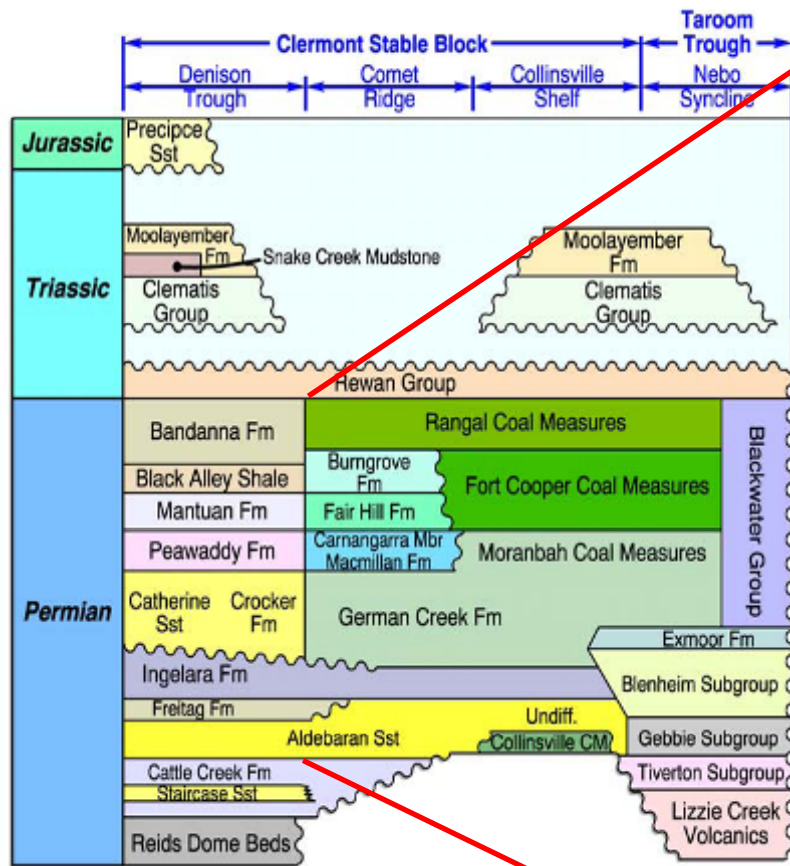 Taroom
Clermont Stable Block Trough
Denison Comet Collinsville Nebo
Trough Ridge Shelf Syncline
Jurassic
Precipce
Sst
Triassic
Moolayember
Fm
Snake Creek Mudstone
Clematis
Group
Moolayember
Fm
Clematis
Group
Rewan Group
Permian
Bandanna Fm
Rangal Coal Measures
Black Alley Shale
Burngrove
Fm
Fort Cooper Coal Measures
Mantuan Fm
Fair Hill Fm
Peawaddy Fm
Carnangarra Mbr
Macmillan Fm
Moranbah Coal Measures
Blackwater Group
Catherine
Sst
Crocker
Fm
German Creek Fm
Exmoor Fm
Ingelara Fm
Blenheim Subgroup
Freitag Fm
Undiff.
Aldebaran Sst
Collinsville CM
Gebbie Subgroup
Cattle Creek Fm
Tiverton Subgroup
Staircase Sst
Lizzie Creek
Volcanics
Reids Dome Beds